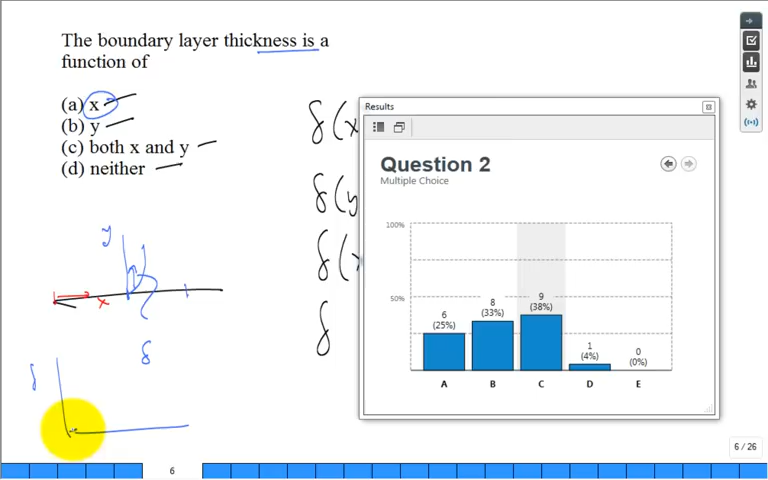 The boundary layer thickness is a
function of
(a) x
(b) y
(c) both x and y
(d) neither
δ(x
δ(y
δ(x
δ
y
x
δ
δ
Results
Question 2
Multiple Choice
100%
50%
6
(25%)
8
(33%)
9
(38%)
1
(4%)
0
(0%)
A B C D E
6 / 26
6